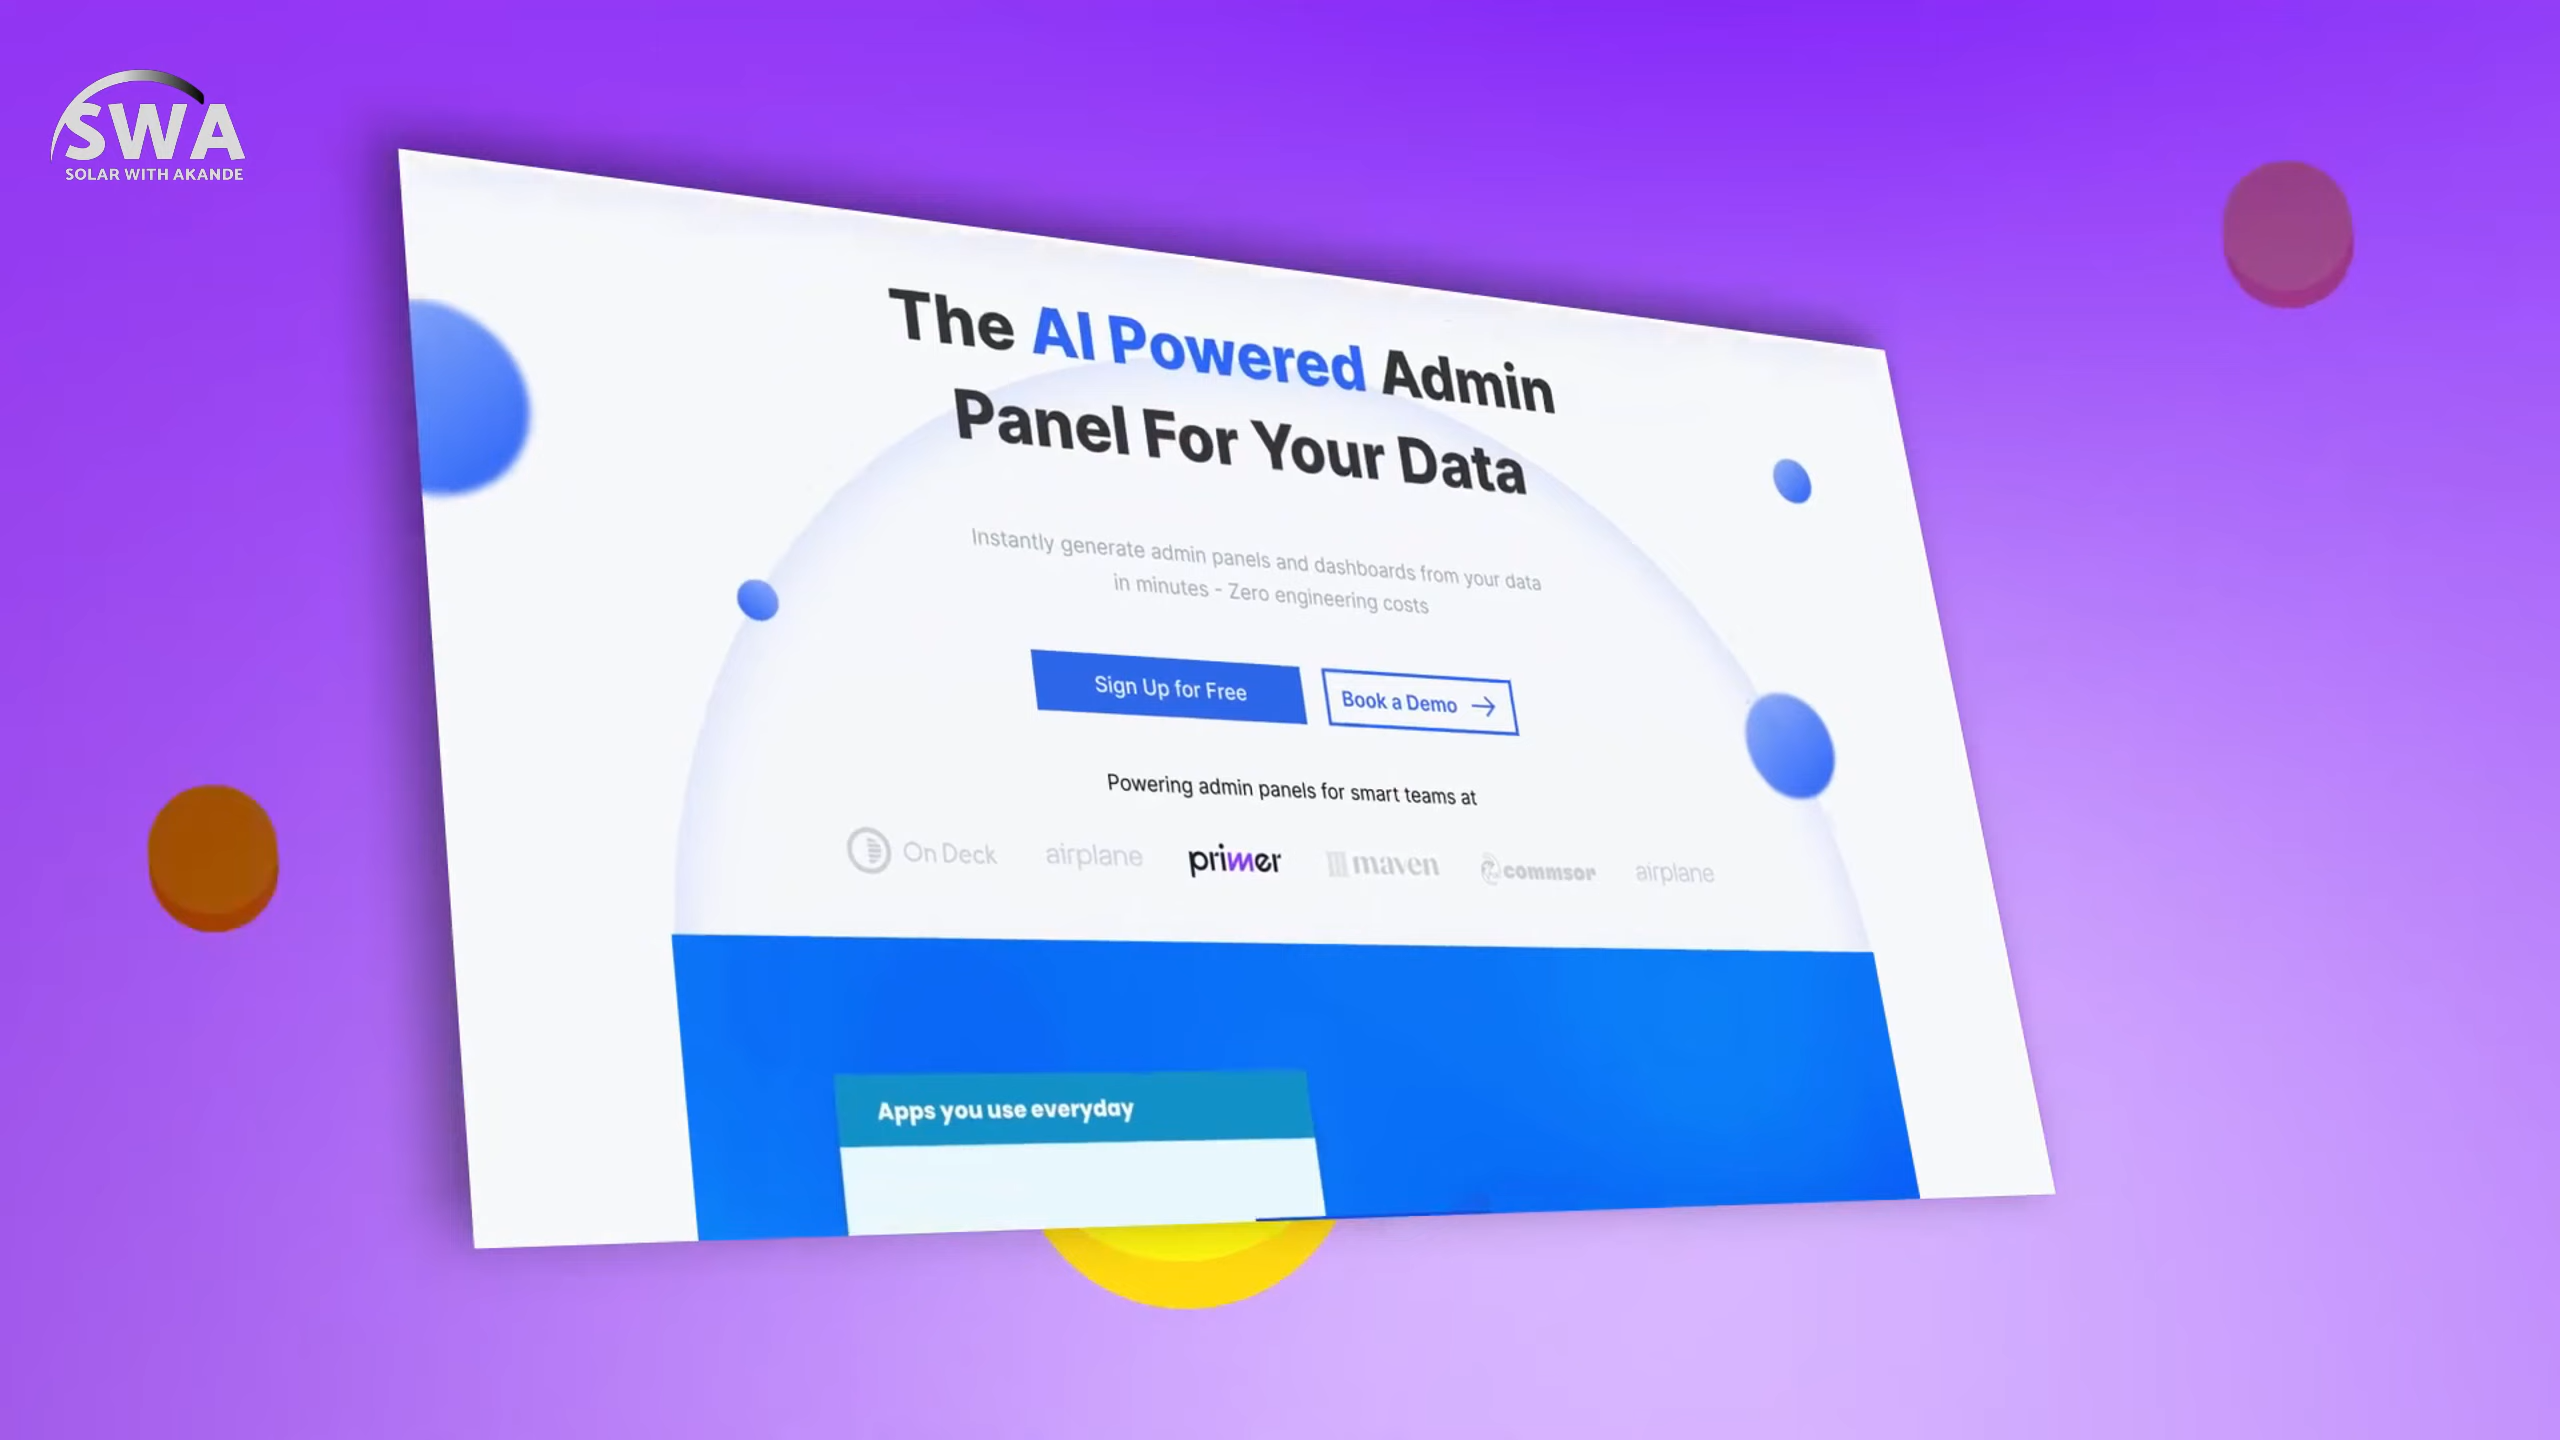 SWA
SOLAR WITH AKANDE
The AI Powered Admin
Panel For Your Data
Instantly generate admin panels and dashboards from your data
in minutes - Zero engineering costs
Sign Up for Free
Book a Demo
Powering admin panels for smart teams at
On Deck airplane primer maven commsor airplane
Apps you use everyday